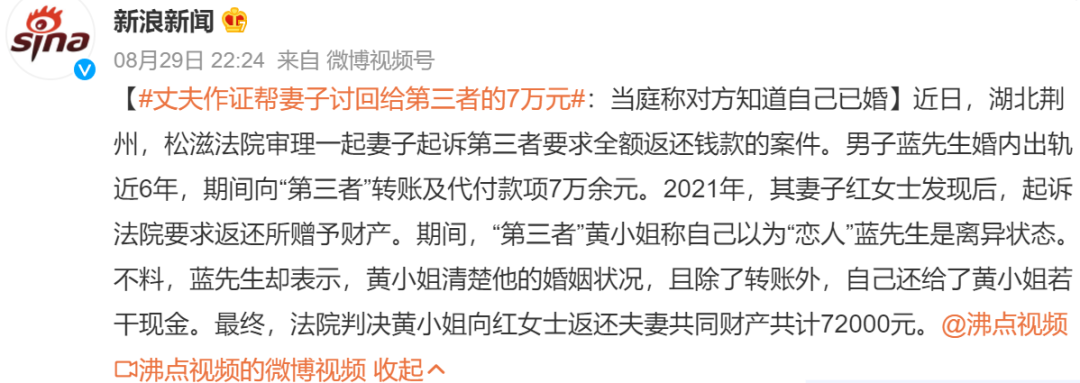 sina
新浪新闻
08月29日 22:24 来自 微博视频号
【#丈夫作证帮妻子讨回给第三者的7万元#：当庭称对方知道自己已婚】近日，湖北荆
州，松滋法院审理一起妻子起诉第三者要求全额返还钱款的案件。男子蓝先生婚内出轨
近6年，期间向“第三者”转账及代付款项7万余元。2021年，其妻子红女士发现后，起诉
法院要求返还所赠予财产。期间，“第三者”黄小姐称自己以为“恋人”蓝先生是离异状态。
不料，蓝先生却表示，黄小姐清楚他的婚姻状况，且除了转账外，自己还给了黄小姐若
干现金。最终，法院判决黄小姐向红女士返还夫妻共同财产共计72000元。@沸点视频
沸点视频的微博视频 收起